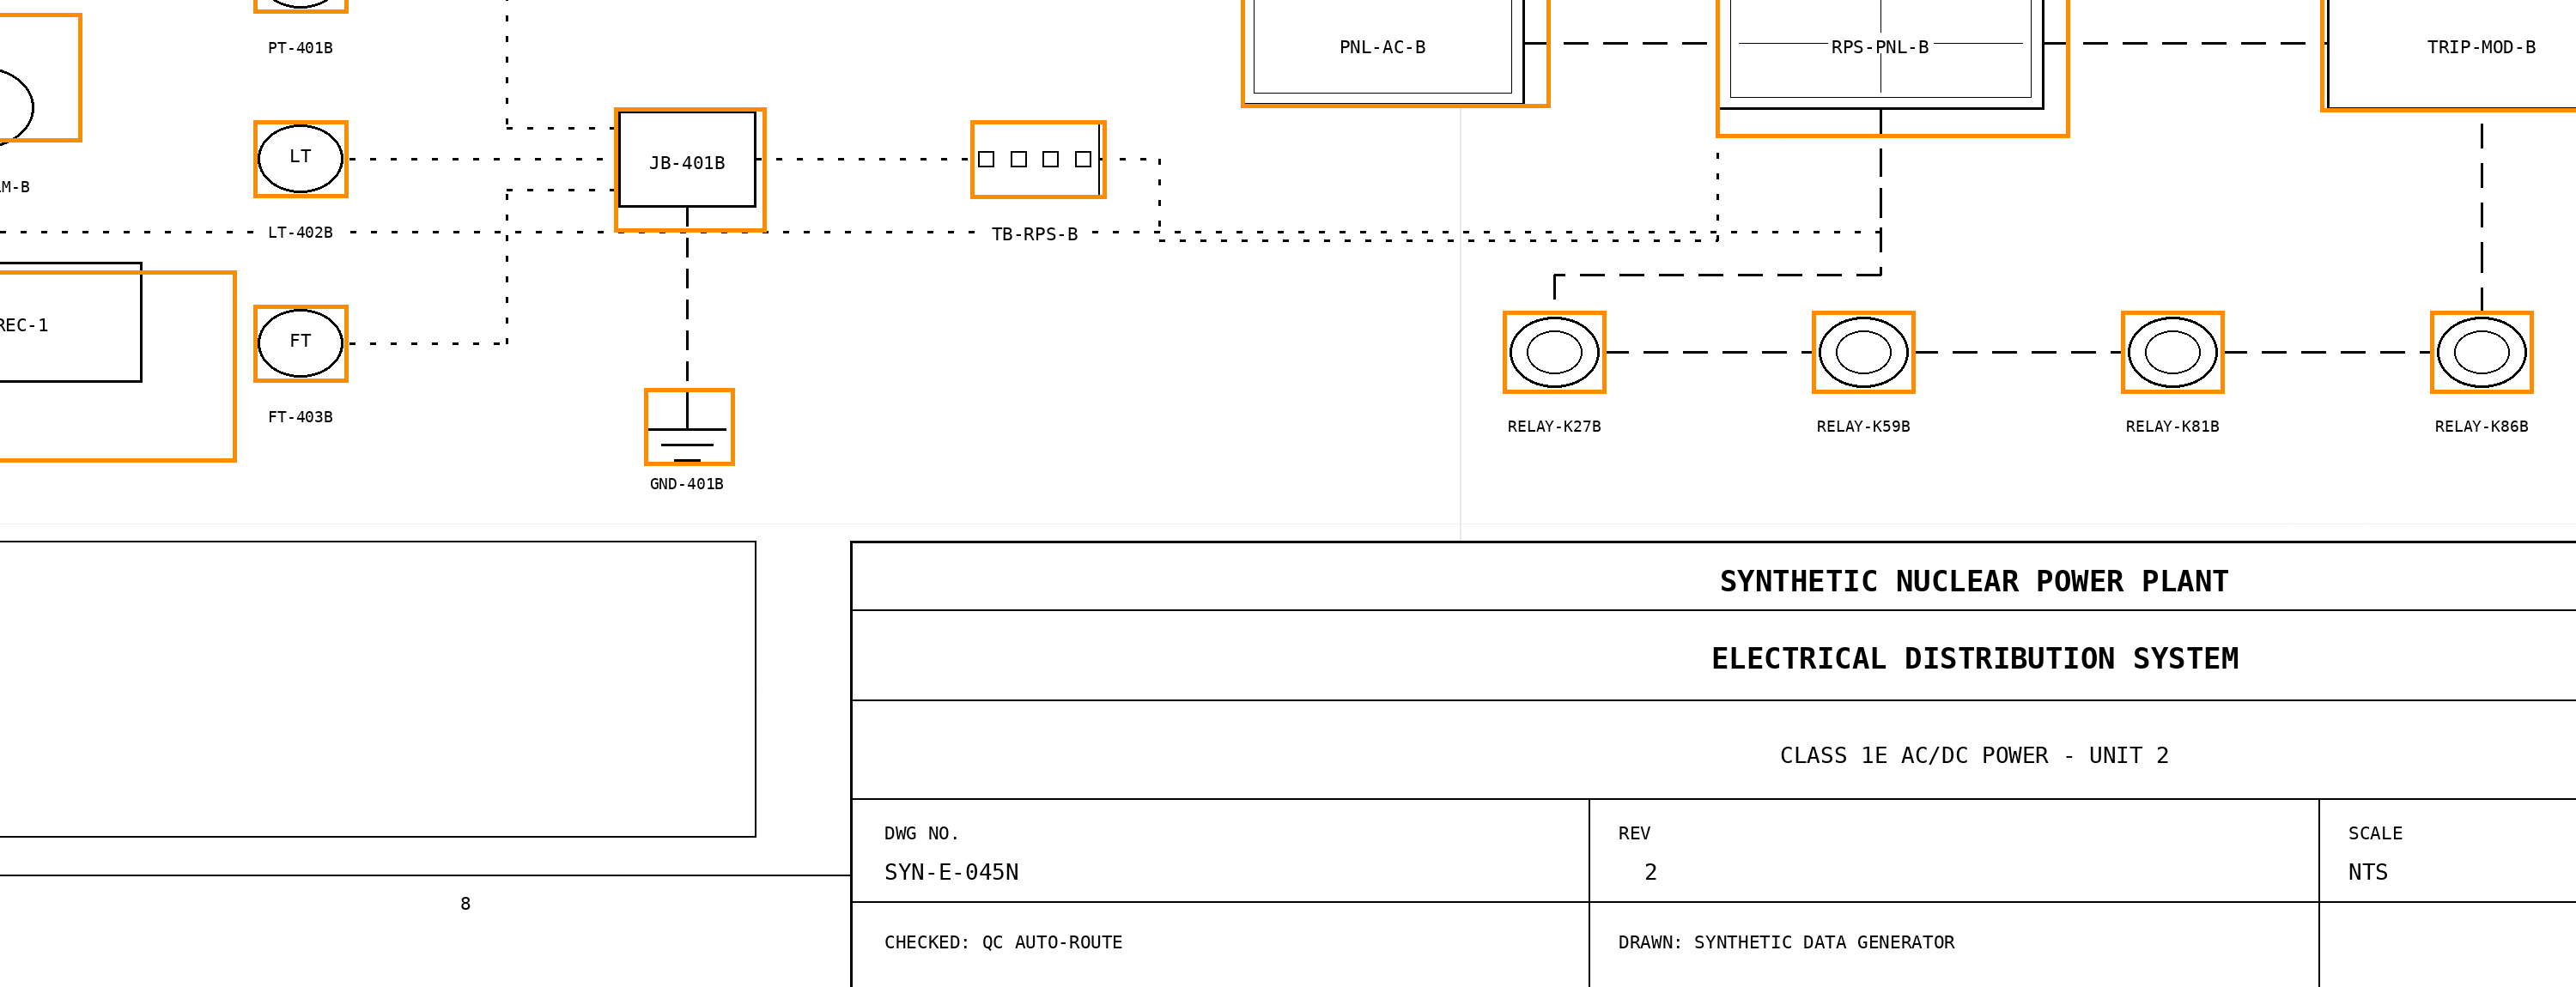 PT-401B
PNL-AC-B
RPS-PNL-B
TRIP-MOD-B
LT
JB-401B
M-B
LT-402B
TB-RPS-B
REC-1
FT
FT-403B
RELAY-K27B
RELAY-K59B
RELAY-K81B
RELAY-K86B
GND-401B
SYNTHETIC NUCLEAR POWER PLANT
ELECTRICAL DISTRIBUTION SYSTEM
CLASS 1E AC/DC POWER - UNIT 2
DWG NO.
REV
SCALE
SYN-E-045N
2
NTS
8
CHECKED: QC AUTO-ROUTE
DRAWN: SYNTHETIC DATA GENERATOR